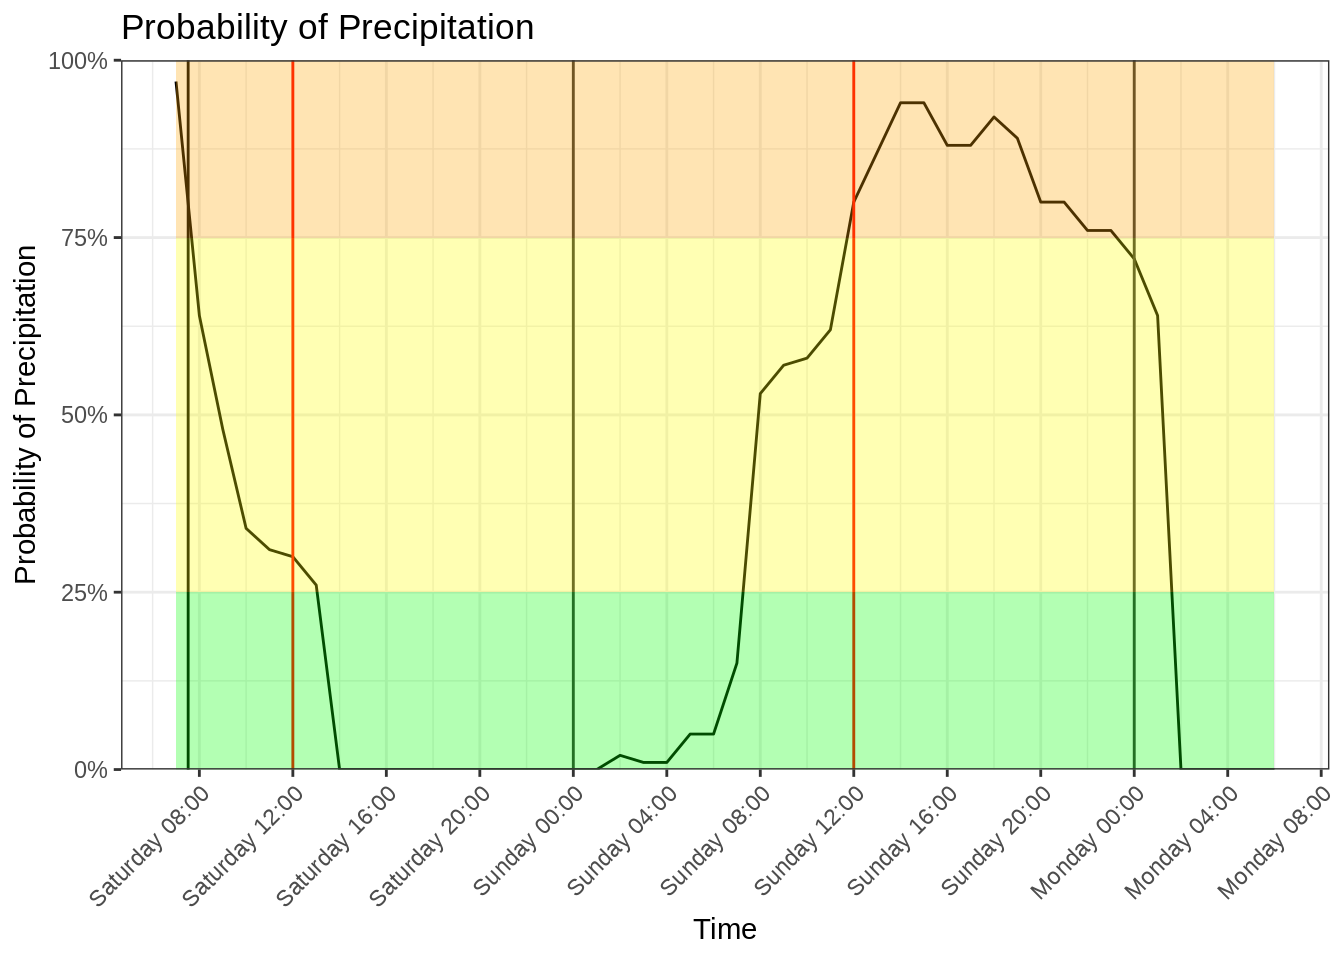 Probability of Precipitation
Probability of Precipitation
100%
75%
50%
25%
0%
Saturday 08:00
Saturday 12:00
Saturday 16:00
Saturday 20:00
Sunday 00:00
Sunday 04:00
Sunday 08:00
Sunday 12:00
Sunday 16:00
Sunday 20:00
Monday 00:00
Monday 04:00
Monday 08:00
Time